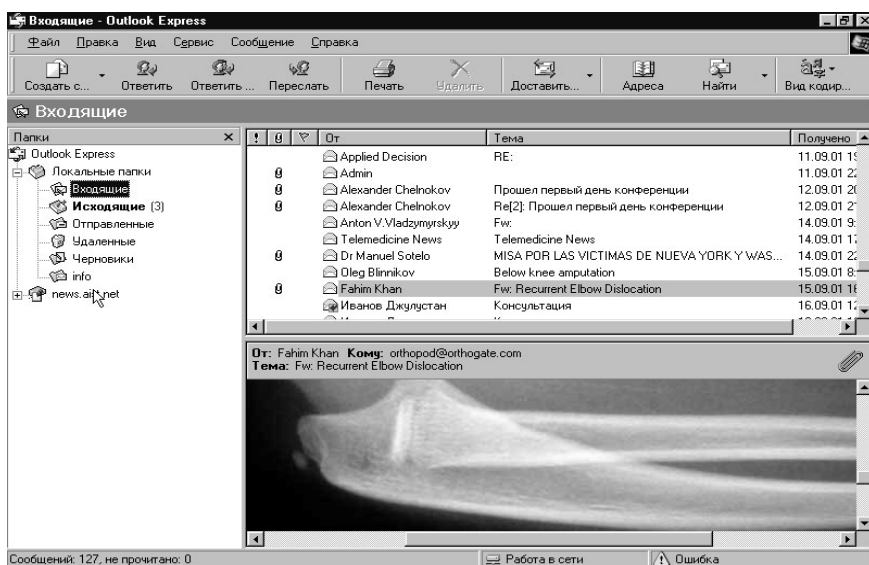 Входящие - Outlook Express
Файл Правка Вид Сервис Сообщение Справка
Создать с... Ответить Ответить ... Переслать Печать Удалить Доставить... Адреса Найти Вид кодир...
Входящие
Папки
Outlook Express
Локальные папки
Входящие
Исходящие (3)
Отправленные
Удаленные
Черновики
info
От Тема Получено
Applied Decision RE: 11.09.01
Admin 11.09.01
Alexander Chelnokov Прошел первый день конференции 12.09.01
Alexander Chelnokov Re[2]: Прошел первый день конференции 12.09.01
Anton V.Vladzymyrskyy Fw: 14.09.01 9:
Telemedicine News Telemedicine News 14.09.01
Dr Manuel Sotelo MISA POR LAS VICTIMAS DE NUEVA YORK Y WAS... 14.09.01
Oleg Blinnikov Below knee amputation 15.09.01 8:
Fahim Khan Fw: Recurrent Elbow Dislocation 15.09.01
Иванов Джулустан Консультация 16.09.01
От: Fahim Khan Кому: orthopod@orthogate.com
Тема: Fw: Recurrent Elbow Dislocation
Сообщений: 127, не прочитано: 0 Работа в сети Ошибка